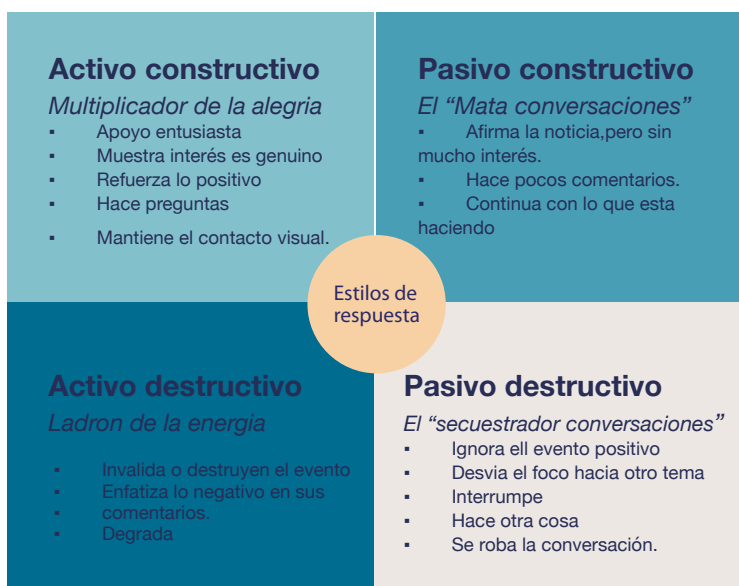 Activo constructivo
Multiplicador de la alegria
▪ Apoyo entusiasta
▪ Muestra interés es genuino
▪ Refuerza lo positivo
▪ Hace preguntas
▪ Mantiene el contacto visual.
Pasivo constructivo
El “Mata conversaciones”
▪ Afirma la noticia,pero sin
mucho interés.
▪ Hace pocos comentarios.
▪ Continua con lo que esta
haciendo
Estilos de
respuesta
Activo destructivo
Ladron de la energia
▪ Invalida o destruyen el evento
▪ Enfatiza lo negativo en sus
▪ comentarios.
▪ Degrada
Pasivo destructivo
El “secuestrador conversaciones”
▪ Ignora ell evento positivo
▪ Desvia el foco hacia otro tema
▪ Interrumpe
▪ Hace otra cosa
▪ Se roba la conversación.